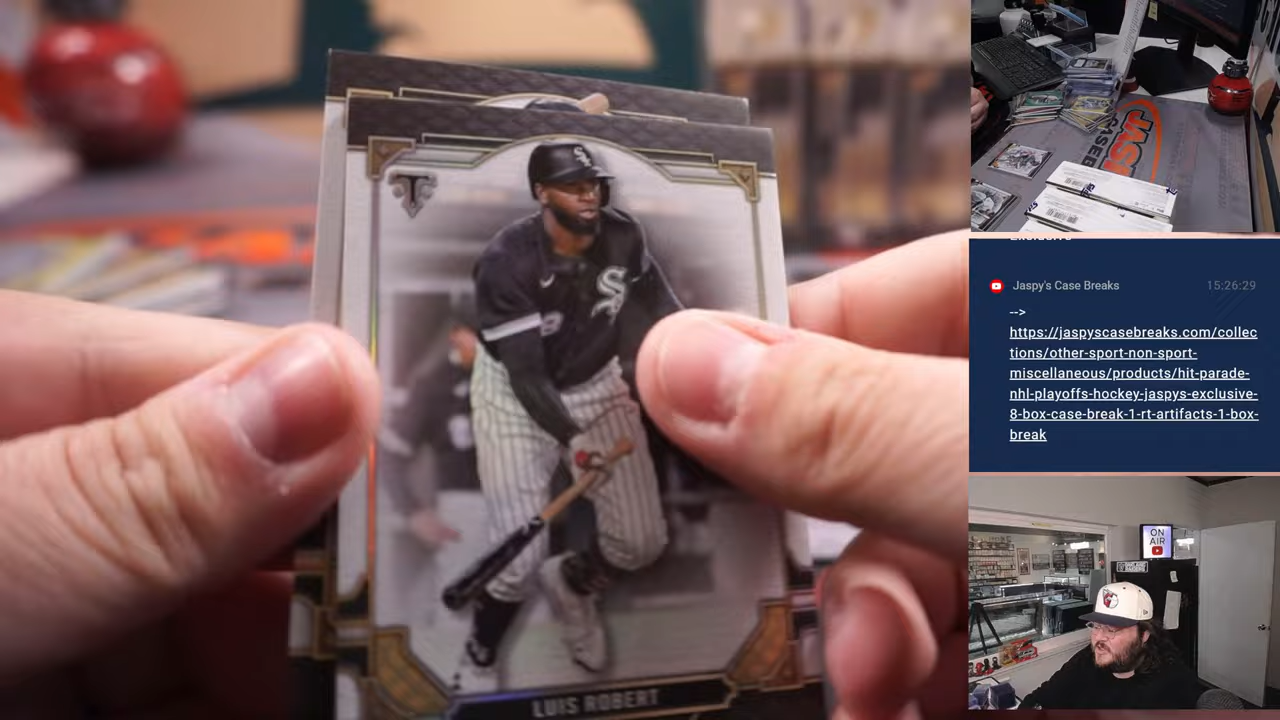 LUIS ROBERT
Jaspy's Case Breaks 15:26:29
-->
https://jaspyscasebreaks.com/collec
tions/other-sport-non-sport-
miscellaneous/products/hit-parade-
nhl-playoffs-hockey-jaspys-exclusive-
8-box-case-break-1-rt-artifacts-1-box-
break
ON
AIR